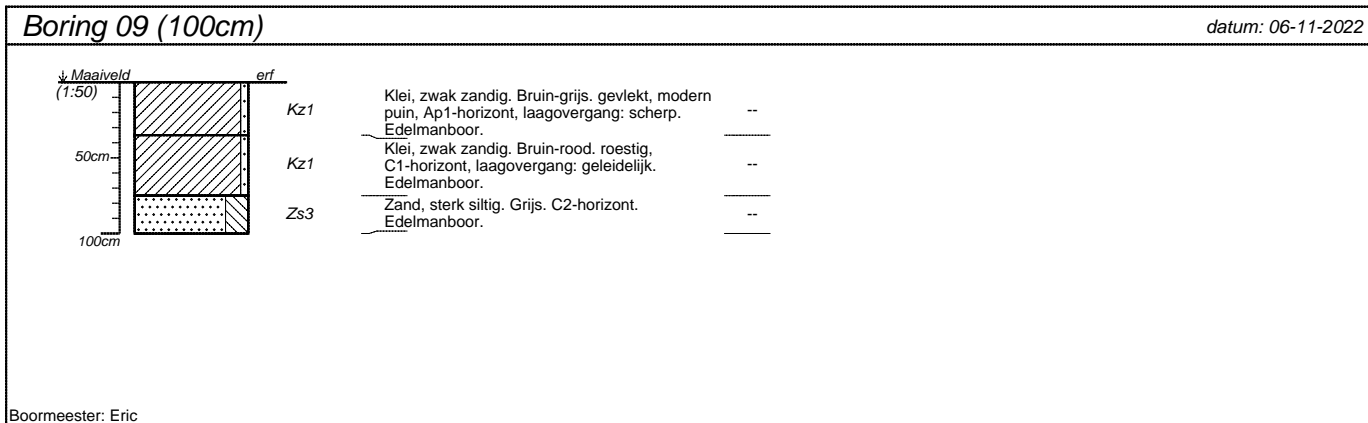 Boring 09 (100cm)
datum: 06-11-2022
Maaiveld
erf
(1:50)
Kz1
Klei, zwak zandig. Bruin-grijs. gevlekt, modern
puin, Ap1-horizont, laagovergang: scherp.
Edelmanboor.
--
50cm
Kz1
Klei, zwak zandig. Bruin-rood. roestig,
C1-horizont, laagovergang: geleidelijk.
Edelmanboor.
--
Zs3
Zand, sterk siltig. Grijs. C2-horizont.
Edelmanboor.
--
100cm
Boormeester: Eric